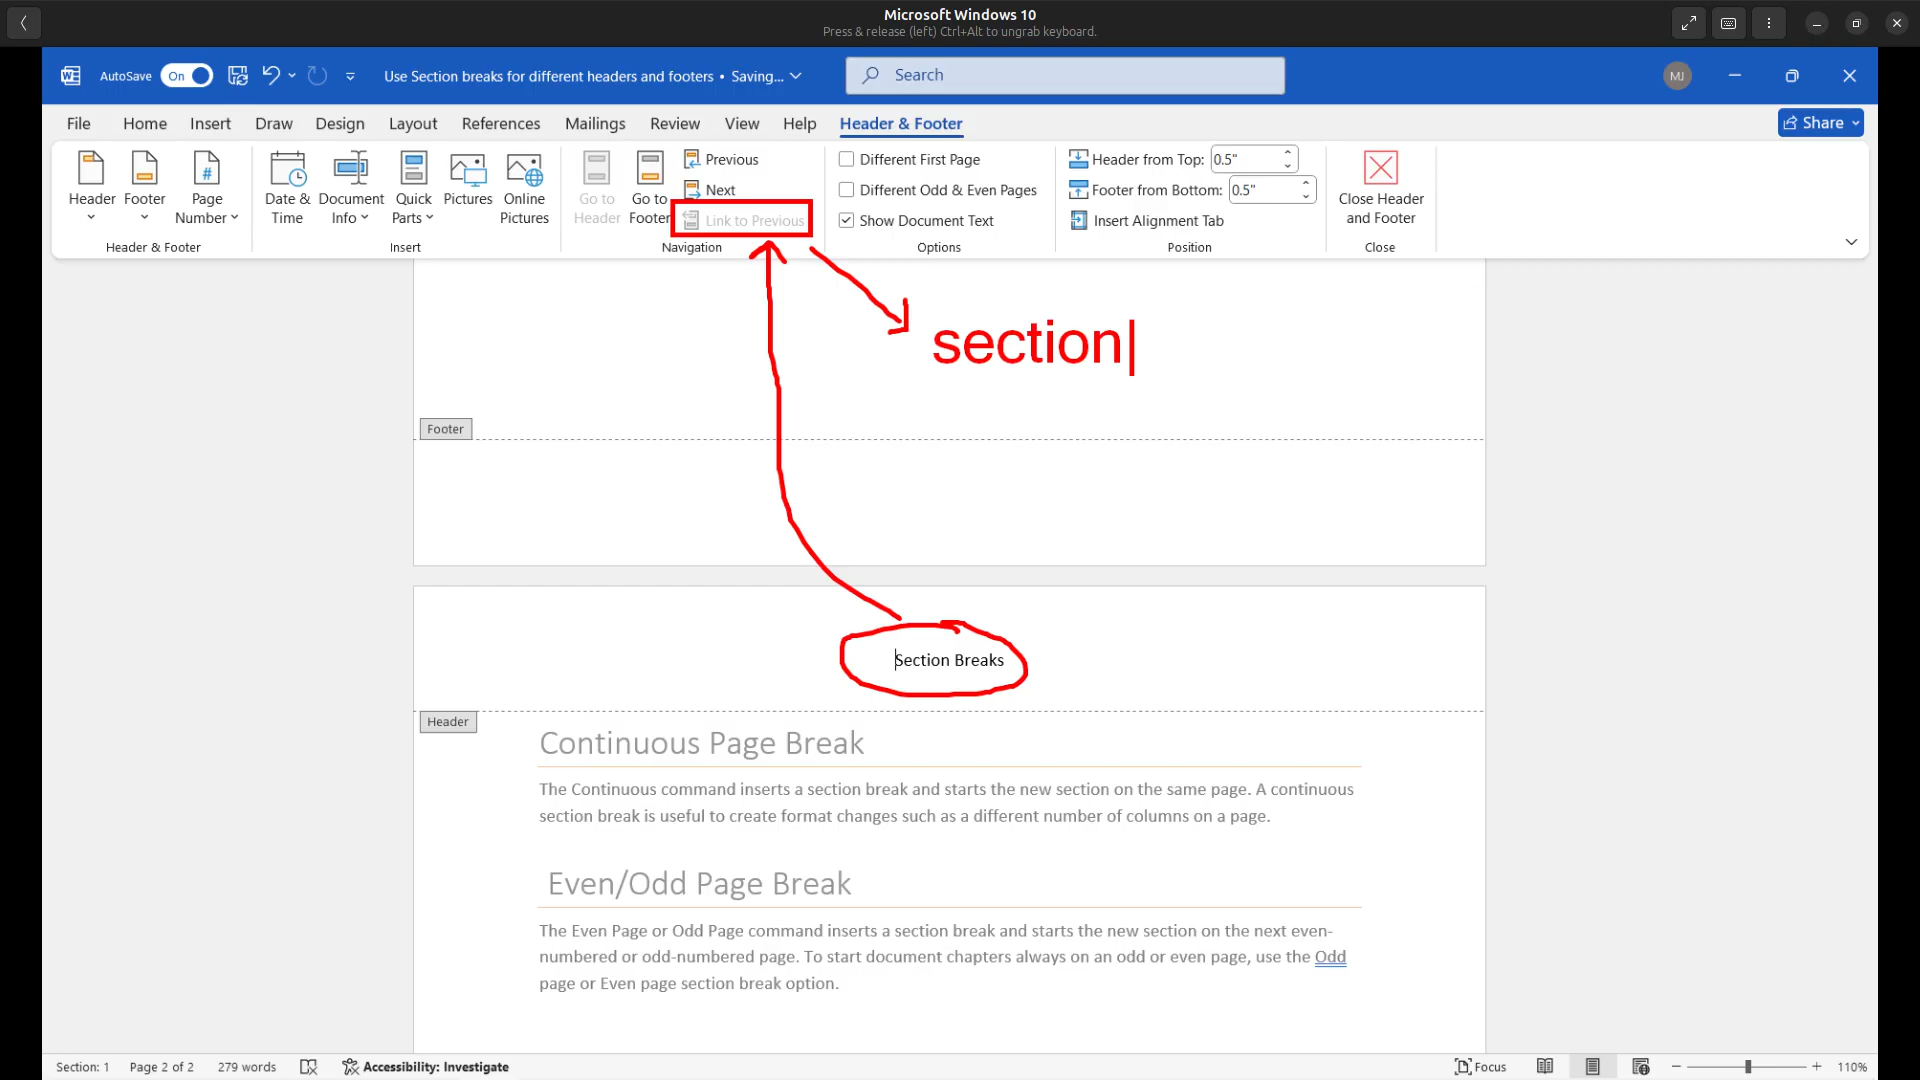 Microsoft Windows 10
Press & release (left) Ctrl+Alt to ungrab keyboard.
AutoSave On Use Section breaks for different headers and footers • Saving... Search MJ
File Home Insert Draw Design Layout References Mailings Review View Help Header & Footer Share
Header Footer Page Number Date & Time Document Info Quick Parts Pictures Online Pictures Go to Header Go to Footer
Previous
Next
Link to Previous
Different First Page
Different Odd & Even Pages
Show Document Text
Header from Top: 0.5"
Footer from Bottom: 0.5"
Insert Alignment Tab
Close Header and Footer
Header & Footer Insert Navigation Options Position Close
section
Footer
Section Breaks
Header
Continuous Page Break
The Continuous command inserts a section break and starts the new section on the same page. A continuous
section break is useful to create format changes such as a different number of columns on a page.
Even/Odd Page Break
The Even Page or Odd Page command inserts a section break and starts the new section on the next even-
numbered or odd-numbered page. To start document chapters always on an odd or even page, use the Odd
page or Even page section break option.
Section: 1 Page 2 of 2 279 words Accessibility: Investigate Focus 110%